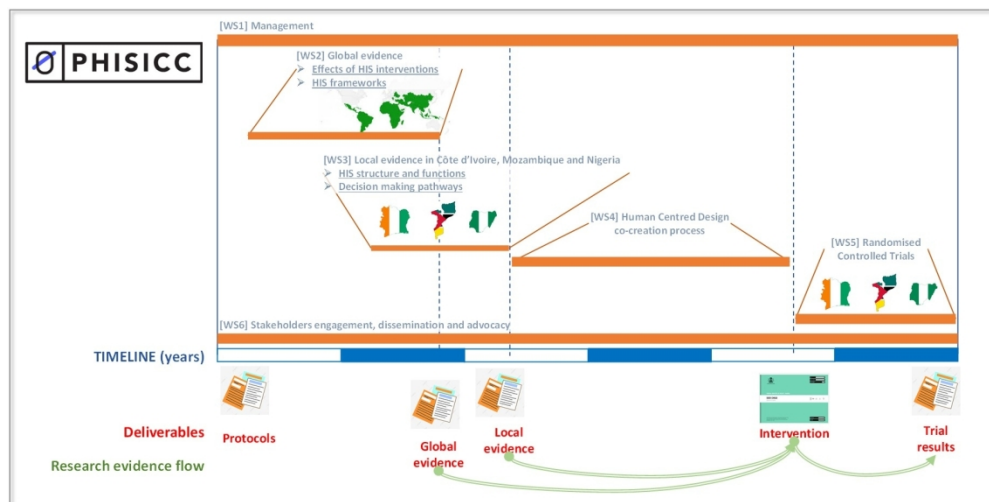 [WS1] Management
PHISICC
[WS2] Global evidence
➢ Effects of HIS interventions
➢ HIS frameworks
[WS3] Local evidence in Côte d'Ivoire, Mozambique and Nigeria
➢ HIS structure and functions
➢ Decision making pathways
[WS4] Human Centred Design
co-creation process
[WS5] Randomised
Controlled Trials
[WS6] Stakeholders engagement, dissemination and advocacy
TIMELINE (years)
Deliverables
Protocols
Global
evidence
Local
evidence
Intervention
Trial
results
Research evidence flow